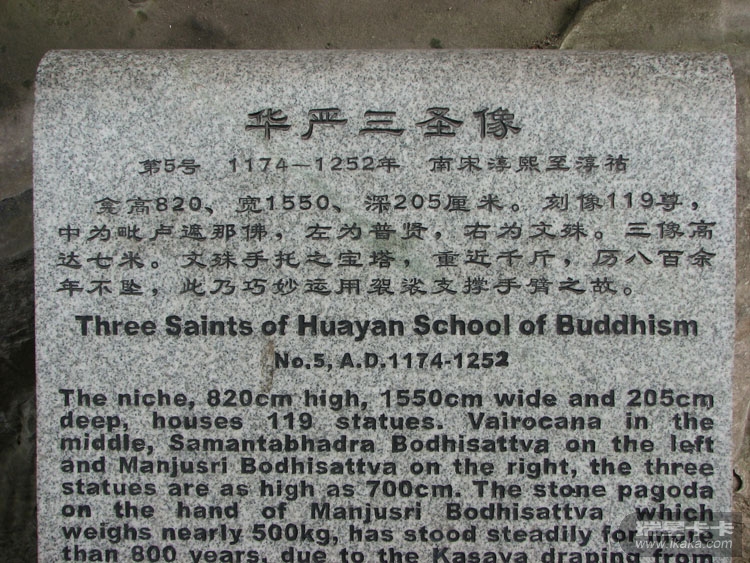 华严三圣像
第5号 1174—1252年 南宋淳熙至淳祐
龛高820、宽1550、深205厘米。刻像119尊，
中为毗卢遮那佛，左为普贤，右为文殊。三像高
达七米。文殊手托之宝塔，重近千斤，历八百余
年不坠，此乃巧妙运用袈裟支撑手臂之故。
Three Saints of Huayan School of Buddhism
No.5, A.D.1174-1252
The niche, 820cm high, 1550cm wide and 205cm
deep, houses 119 statues. Vairocana in the
middle, Samantabhadra Bodhisattva on the left
and Manjusri Bodhisattva on the right, the three
statues are as high as 700cm. The stone pagoda
on the hand of Manjusri Bodhisattva which
weighs nearly 500kg, has stood steadily for more
than 800 years, due to the Kasaya draping from
www.ikaka.com